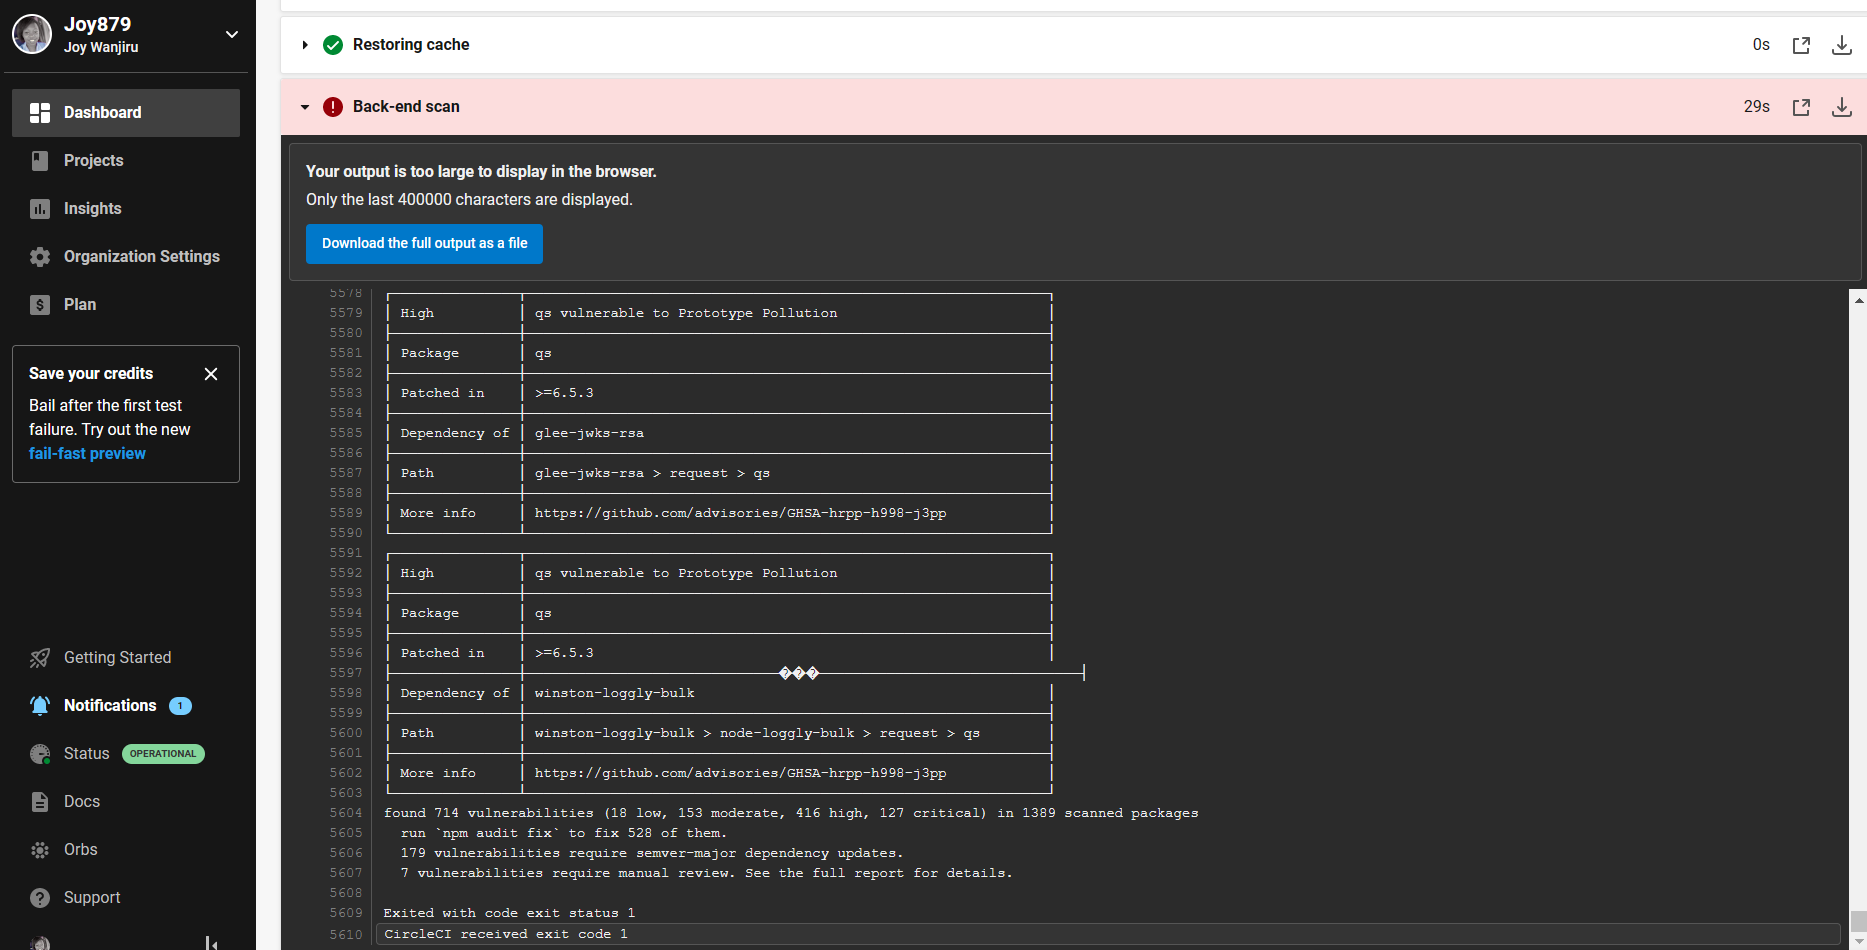 Joy879
Joy Wanjiru
Dashboard
Projects
Insights
Organization Settings
Plan
Save your credits
Bail after the first test
failure. Try out the new
fail-fast preview
Getting Started
Notifications 1
Status OPERATIONAL
Docs
Orbs
Support
Restoring cache 0s
Back-end scan 29s
Your output is too large to display in the browser.
Only the last 400000 characters are displayed.
Download the full output as a file
5578
5579 High qs vulnerable to Prototype Pollution
5580
5581 Package qs
5582
5583 Patched in >=6.5.3
5584
5585 Dependency of glee-jwks-rsa
5586
5587 Path glee-jwks-rsa > request > qs
5588
5589 More info https://github.com/advisories/GHSA-hrpp-h998-j3pp
5590
5591
5592 High qs vulnerable to Prototype Pollution
5593
5594 Package qs
5595
5596 Patched in >=6.5.3
5597 ���
5598 Dependency of winston-loggly-bulk
5599
5600 Path winston-loggly-bulk > node-loggly-bulk > request > qs
5601
5602 More info https://github.com/advisories/GHSA-hrpp-h998-j3pp
5603
5604 found 714 vulnerabilities (18 low, 153 moderate, 416 high, 127 critical) in 1389 scanned packages
5605 run `npm audit fix` to fix 528 of them.
5606 179 vulnerabilities require semver-major dependency updates.
5607 7 vulnerabilities require manual review. See the full report for details.
5608
5609 Exited with code exit status 1
5610 CircleCI received exit code 1